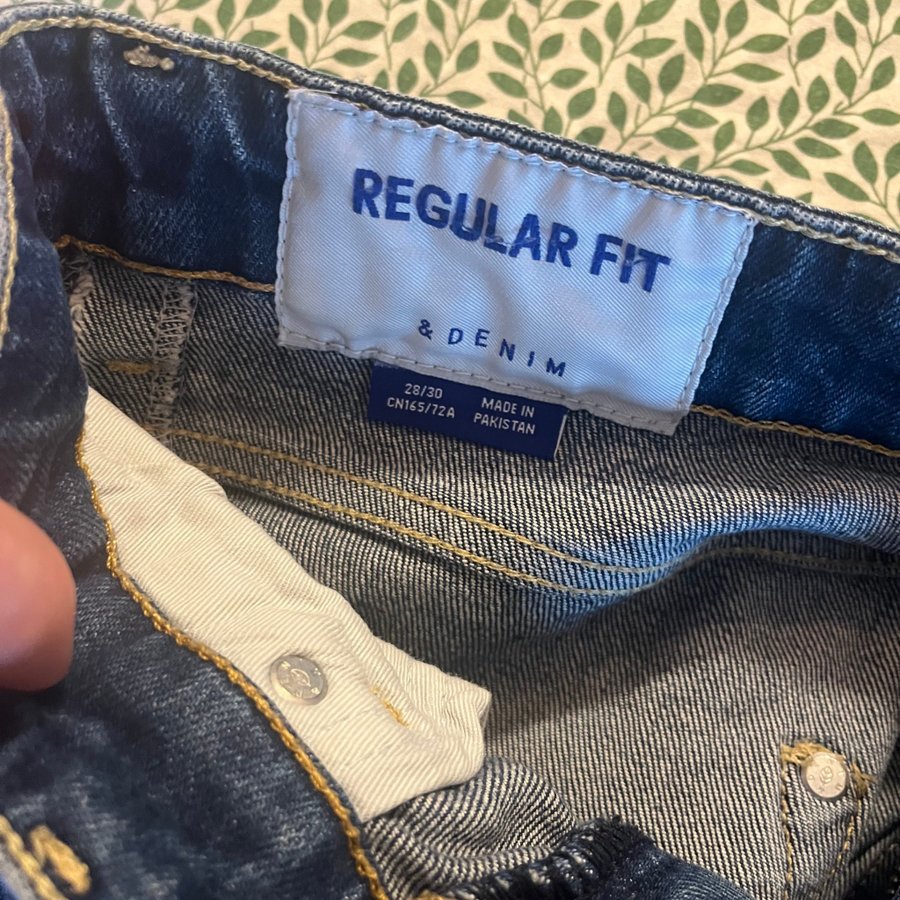 REGULAR FIT
& DENIM
28/30
CN165/72A
MADE IN
PAKISTAN